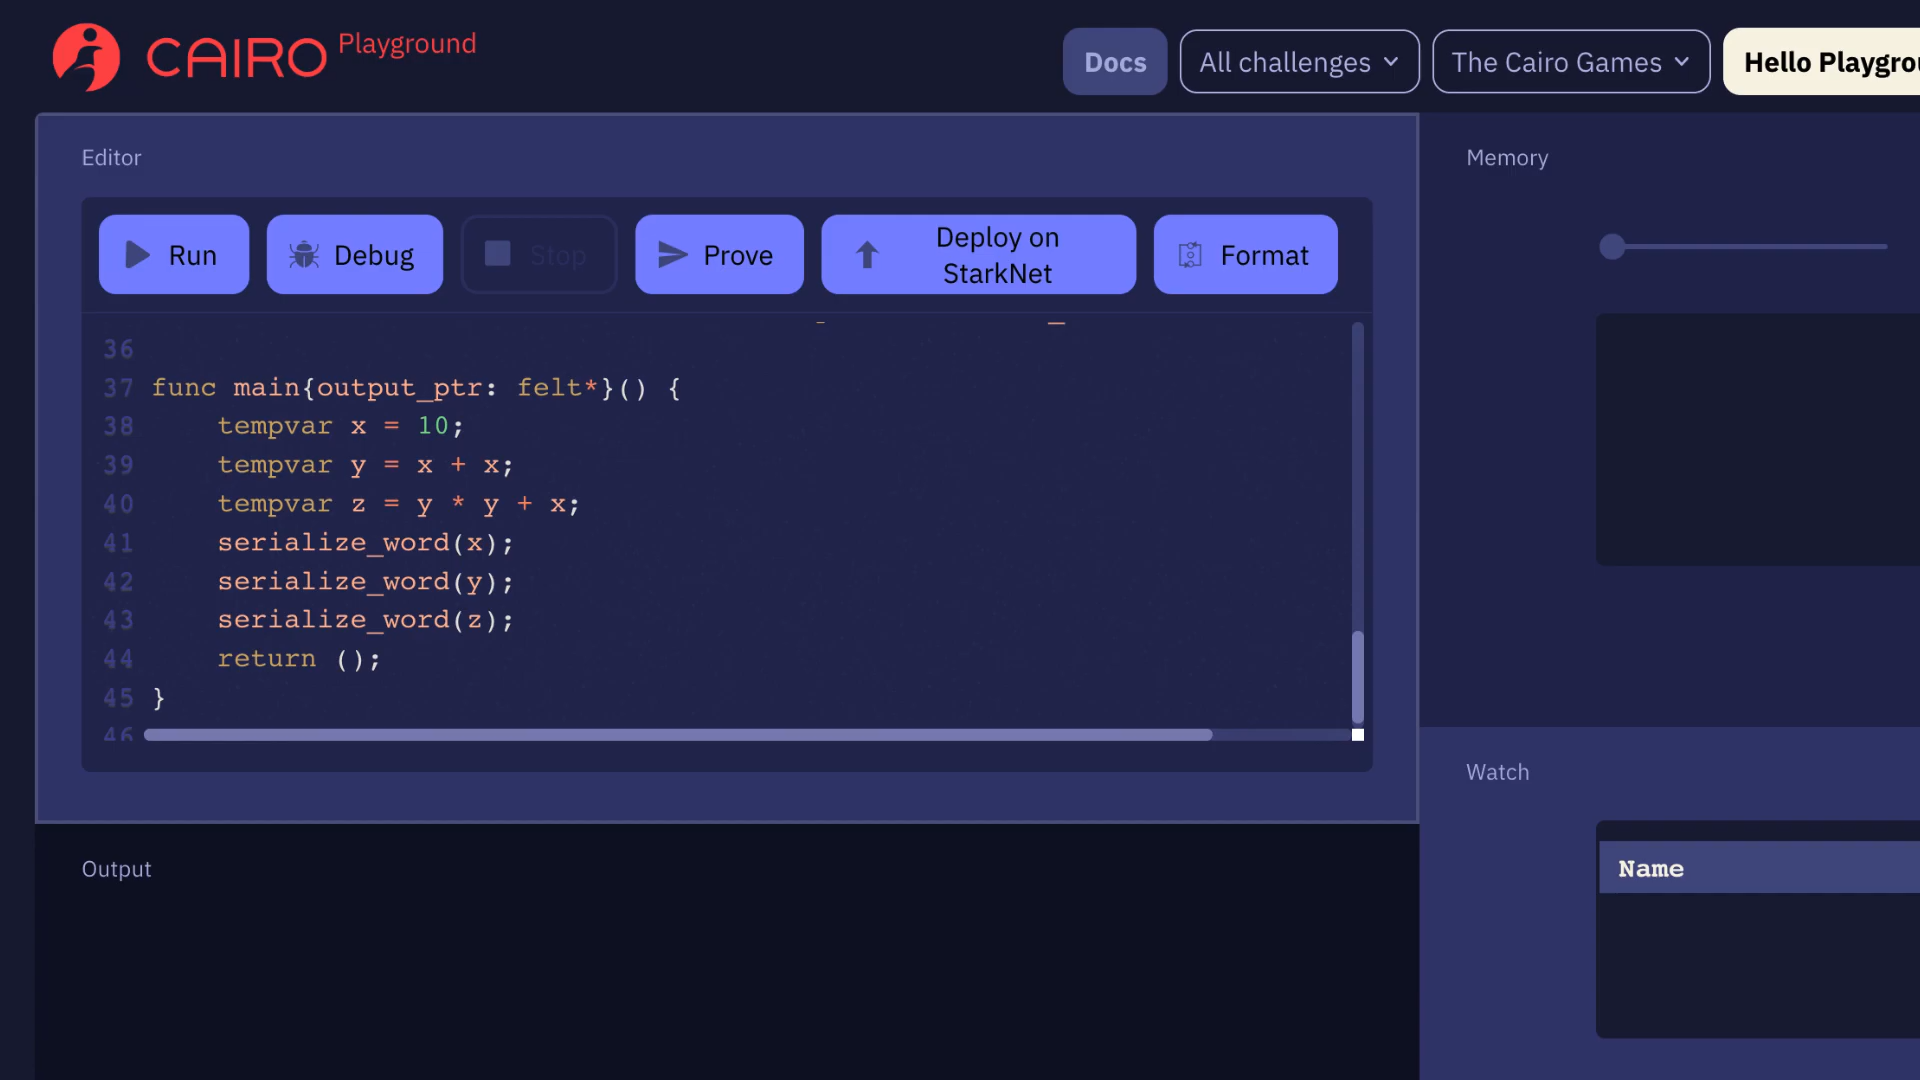 CAIRO Playground
Docs
All challenges
The Cairo Games
Hello Playgrou
Editor
Run
Debug
Stop
Prove
Deploy on
StarkNet
Format
36
37 func main{output_ptr: felt*}() {
38     tempvar x = 10;
39     tempvar y = x + x;
40     tempvar z = y * y + x;
41     serialize_word(x);
42     serialize_word(y);
43     serialize_word(z);
44     return ();
45 }
46
Output
Memory
Watch
Name